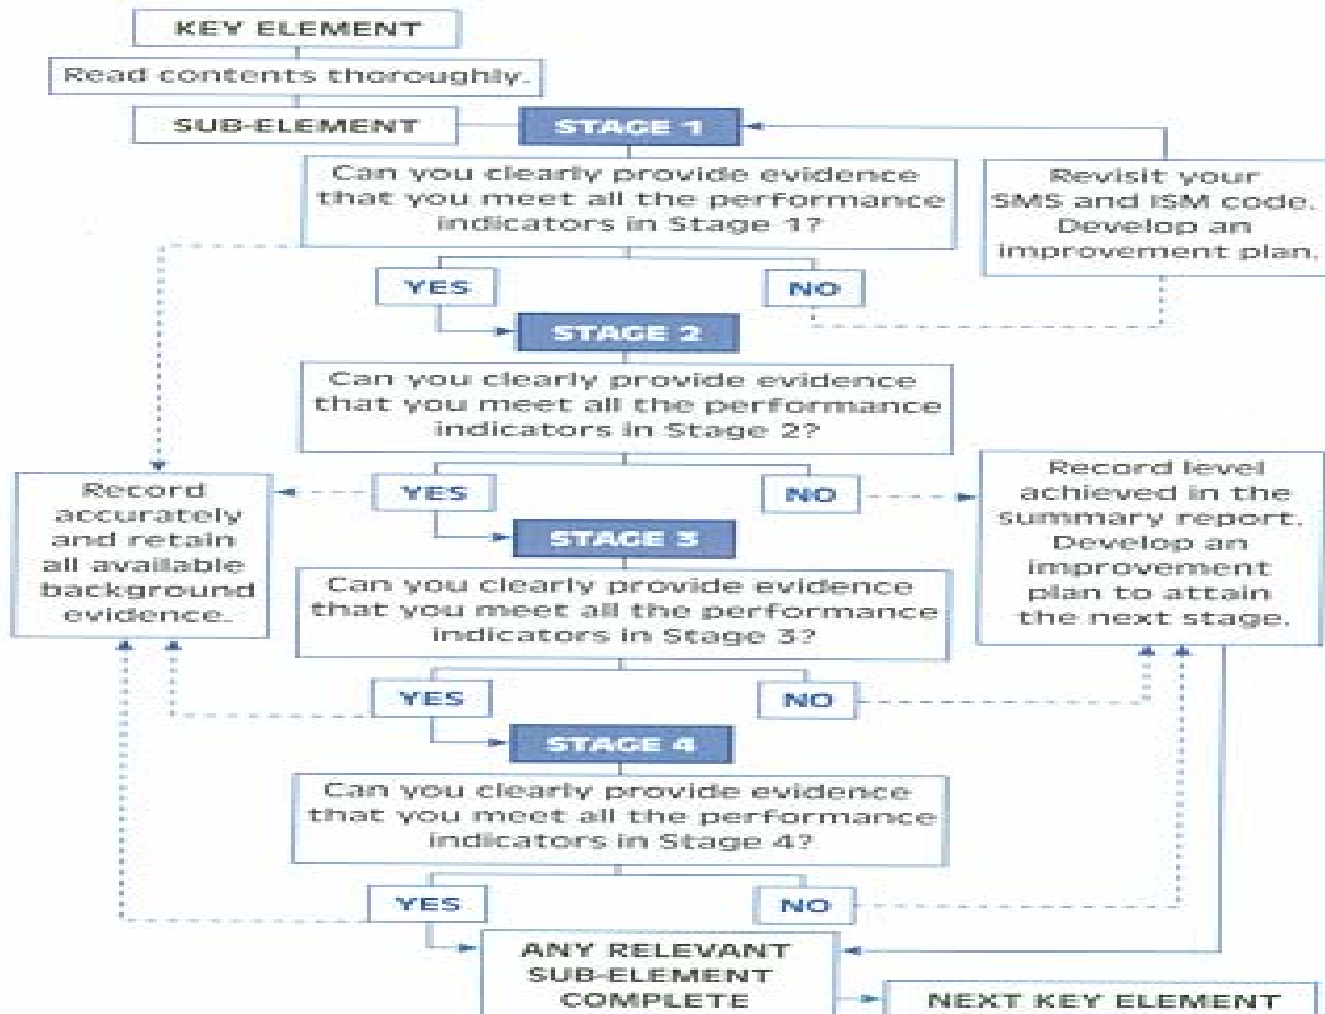 KEY ELEMENT
Read contents thoroughly.
SUB-ELEMENT
STAGE 1
Can you clearly provide evidence
that you meet all the performance
indicators in Stage 1?
Revisit your
SMS and ISM code.
Develop an
improvement plan.
YES
NO
STAGE 2
Can you clearly provide evidence
that you meet all the performance
indicators in Stage 2?
YES
NO
Record
accurately
and retain
all available
background
evidence.
Record level
achieved in the
summary report.
Develop an
improvement
plan to attain
the next stage.
STAGE 3
Can you clearly provide evidence
that you meet all the performance
indicators in Stage 3?
YES
NO
STAGE 4
Can you clearly provide evidence
that you meet all the performance
indicators in Stage 4?
YES
NO
ANY RELEVANT
SUB-ELEMENT
COMPLETE
NEXT KEY ELEMENT